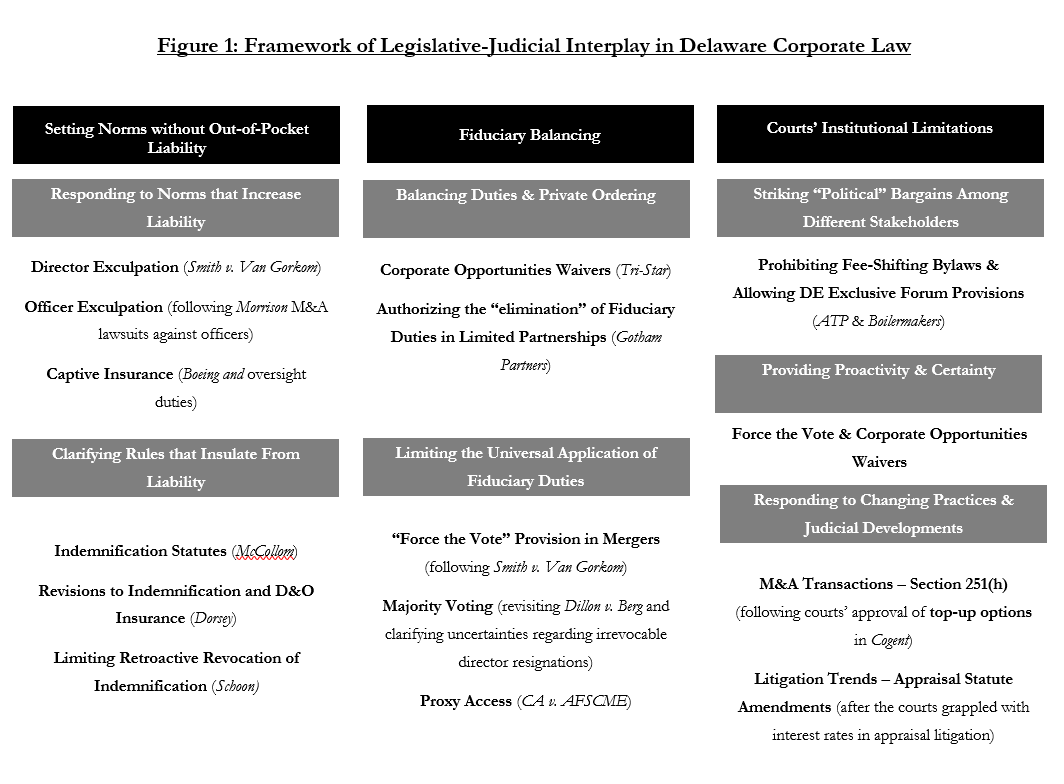 Figure 1: Framework of Legislative-Judicial Interplay in Delaware Corporate Law
Setting Norms without Out-of-Pocket
Liability
Responding to Norms that Increase
Liability
Director Exculpation (Smith v. Van Gorkom)
Officer Exculpation (following Morrison M&A
lawsuits against officers)
Captive Insurance (Boeing and oversight
duties)
Clarifying Rules that Insulate From
Liability
Indemnification Statutes (McCollom)
Revisions to Indemnification and D&O
Insurance (Dorsey)
Limiting Retroactive Revocation of
Indemnification (Schoon)
Fiduciary Balancing
Balancing Duties & Private Ordering
Corporate Opportunities Waivers (Tri-Star)
Authorizing the “elimination” of Fiduciary
Duties in Limited Partnerships (Gotham
Partners)
Limiting the Universal Application of
Fiduciary Duties
“Force the Vote” Provision in Mergers
(following Smith v. Van Gorkom)
Majority Voting (revisiting Dillon v. Berg and
clarifying uncertainties regarding irrevocable
director resignations)
Proxy Access (CA v. AFSCME)
Courts’ Institutional Limitations
Striking “Political” Bargains Among
Different Stakeholders
Prohibiting Fee-Shifting Bylaws &
Allowing DE Exclusive Forum Provisions
(ATP & Boilermakers)
Providing Proactivity & Certainty
Force the Vote & Corporate Opportunities
Waivers
Responding to Changing Practices &
Judicial Developments
M&A Transactions – Section 251(h)
(following courts’ approval of top-up options
in Cogent)
Litigation Trends – Appraisal Statute
Amendments (after the courts grappled with
interest rates in appraisal litigation)